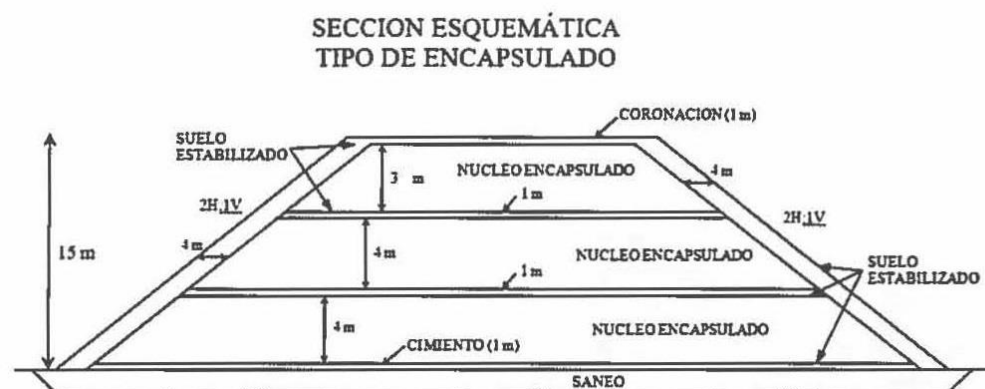 SECCION ESQUEMÁTICA
TIPO DE ENCAPSULADO
CORONACION (1 m)
SUELO
ESTABILIZADO
NUCLEO ENCAPSULADO
4 m
3 m
1 m
2H:1V
2H:1V
15 m
4 m
4 m
NUCLEO ENCAPSULADO
SUELO
ESTABILIZADO
1 m
4 m
NUCLEO ENCAPSULADO
CIMIENTO (1 m)
SANEO